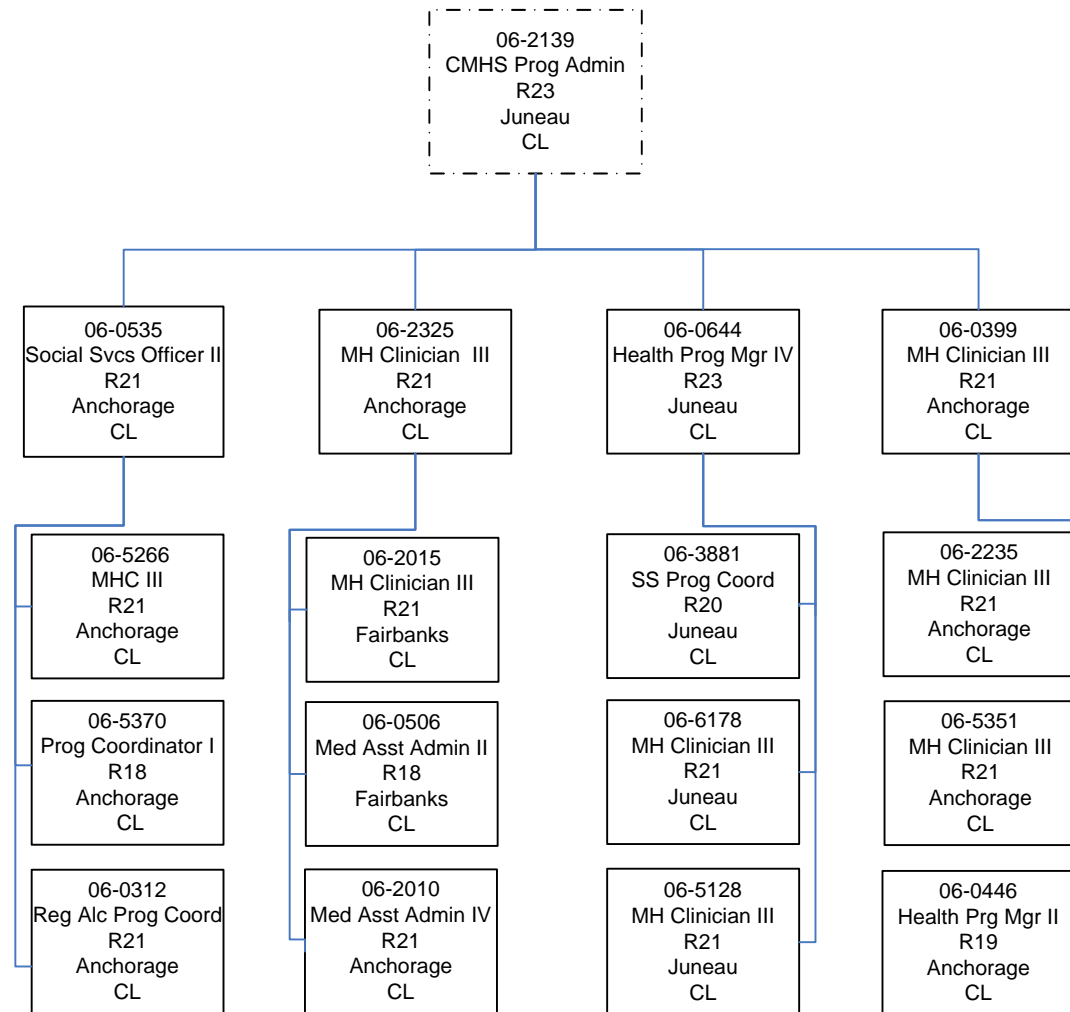 06-2139
CMHS Prog Admin
R23
Juneau
CL
06-0535
Social Svcs Officer II
R21
Anchorage
CL
06-2325
MH Clinician  III
R21
Anchorage
CL
06-0644
Health Prog Mgr IV
R23
Juneau
CL
06-0399
MH Clinician III
R21
Anchorage
CL
06-5266
MHC III
R21
Anchorage
CL
06-2015
MH Clinician III
R21
Fairbanks
CL
06-3881
SS Prog Coord
R20
Juneau
CL
06-2235
MH Clinician III
R21
Anchorage
CL
06-5370
Prog Coordinator I
R18
Anchorage
CL
06-0506
Med Asst Admin II
R18
Fairbanks
CL
06-6178
MH Clinician III
R21
Juneau
CL
06-5351
MH Clinician III
R21
Anchorage
CL
06-0312
Reg Alc Prog Coord
R21
Anchorage
CL
06-2010
Med Asst Admin IV
R21
Anchorage
CL
06-5128
MH Clinician III
R21
Juneau
CL
06-0446
Health Prg Mgr II
R19
Anchorage
CL